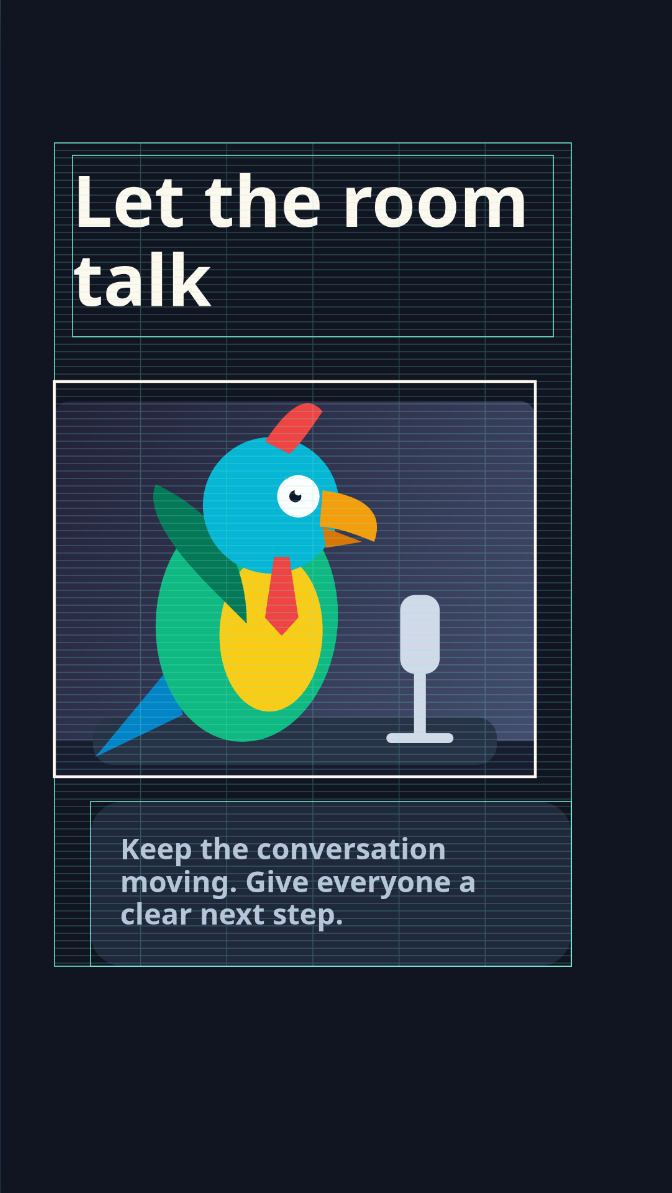 Let the room
talk
Keep the conversation
moving. Give everyone a
clear next step.